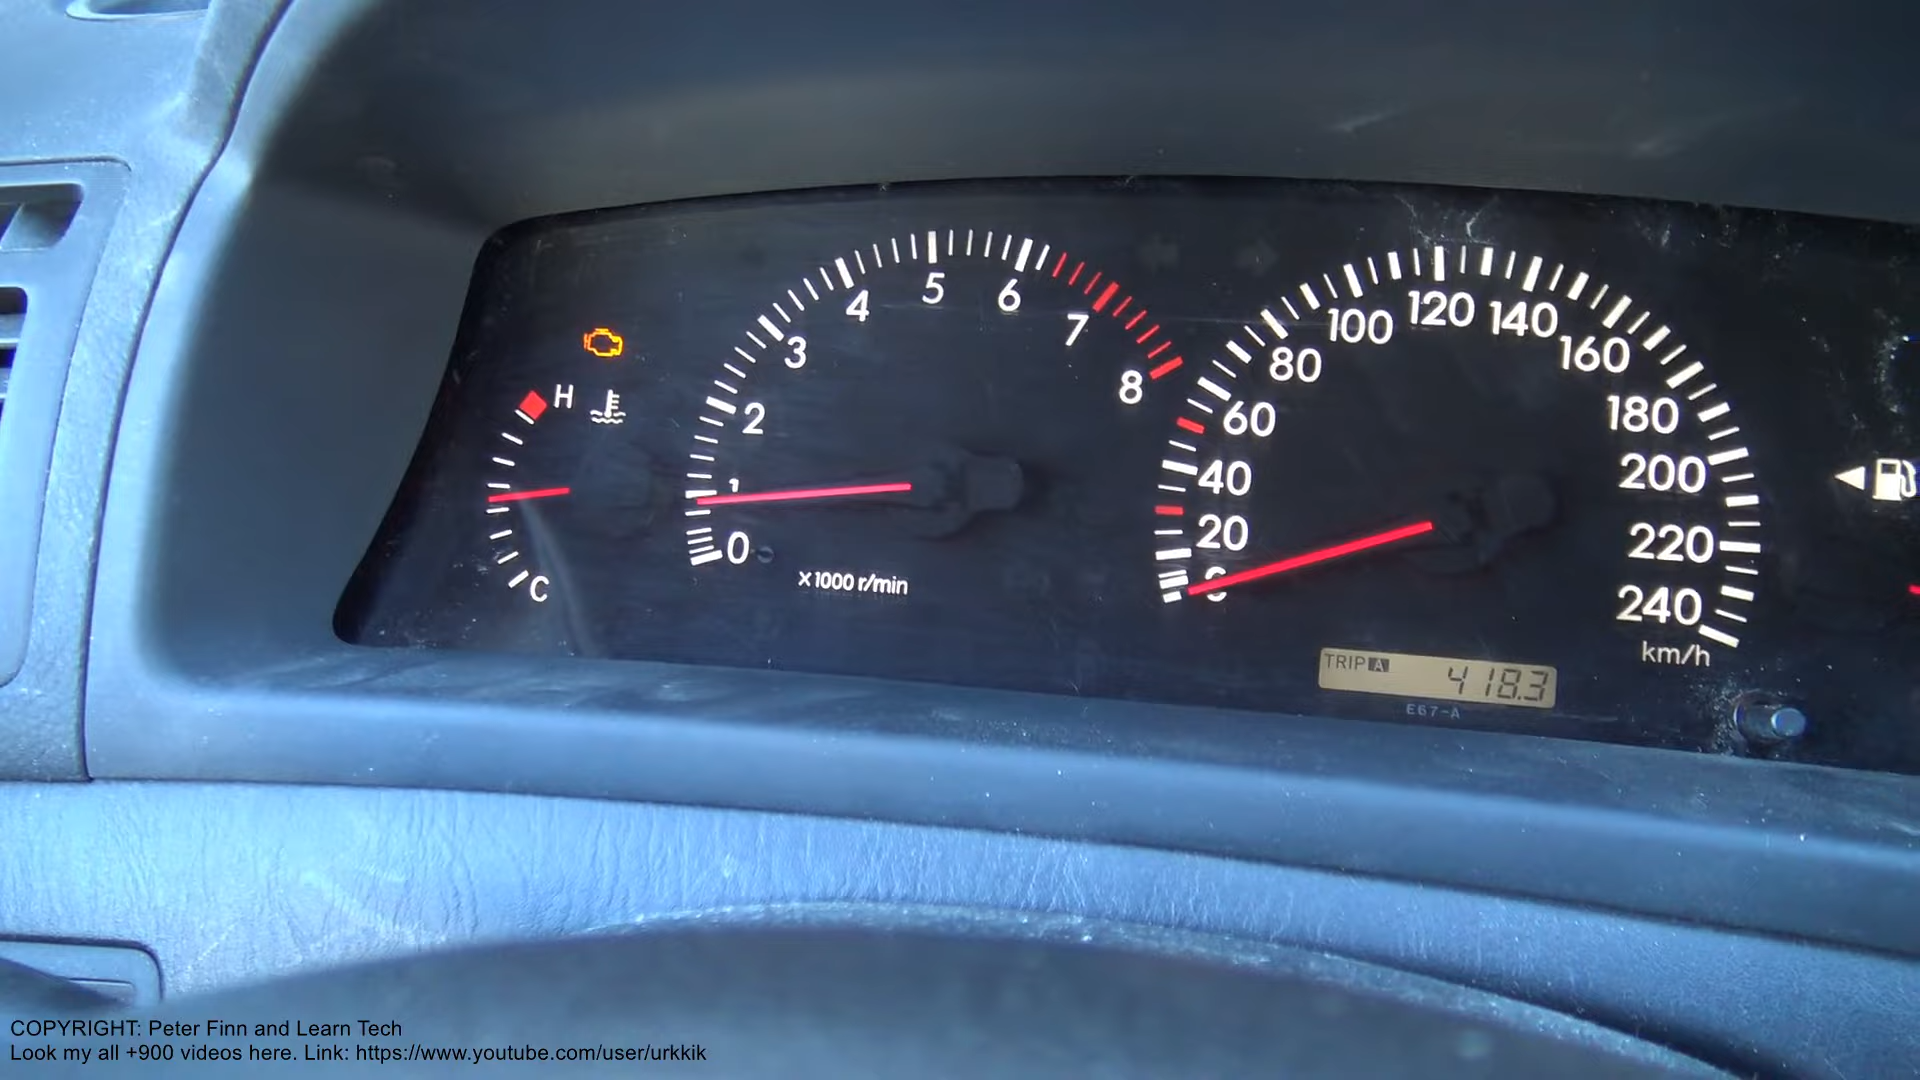 H
C
0
1
2
3
4
5
6
7
8
x1000 r/min
20
40
60
80
100
120
140
160
180
200
220
240
km/h
TRIP A 418.3
E67-A
COPYRIGHT: Peter Finn and Learn Tech
Look my all +900 videos here. Link: https://www.youtube.com/user/urkkik